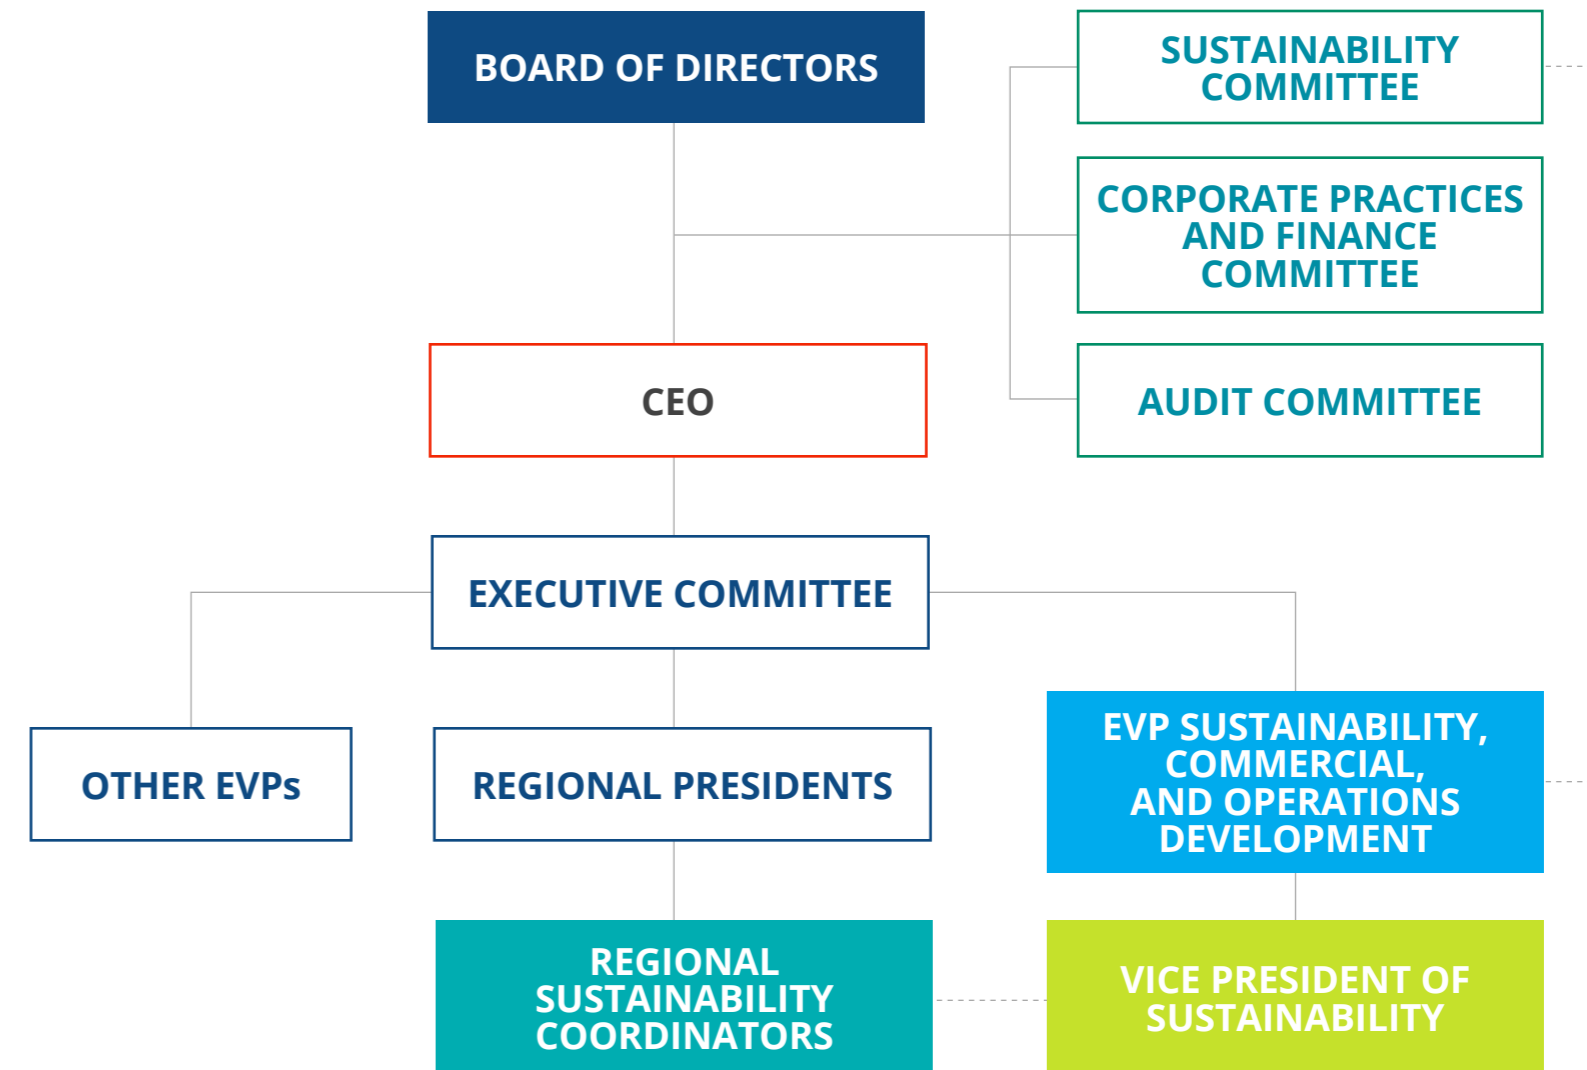 BOARD OF DIRECTORS
SUSTAINABILITY
COMMITTEE
CORPORATE PRACTICES
AND FINANCE
COMMITTEE
CEO
AUDIT COMMITTEE
EXECUTIVE COMMITTEE
OTHER EVPs
REGIONAL PRESIDENTS
EVP SUSTAINABILITY,
COMMERCIAL,
AND OPERATIONS
DEVELOPMENT
REGIONAL
SUSTAINABILITY
COORDINATORS
VICE PRESIDENT OF
SUSTAINABILITY